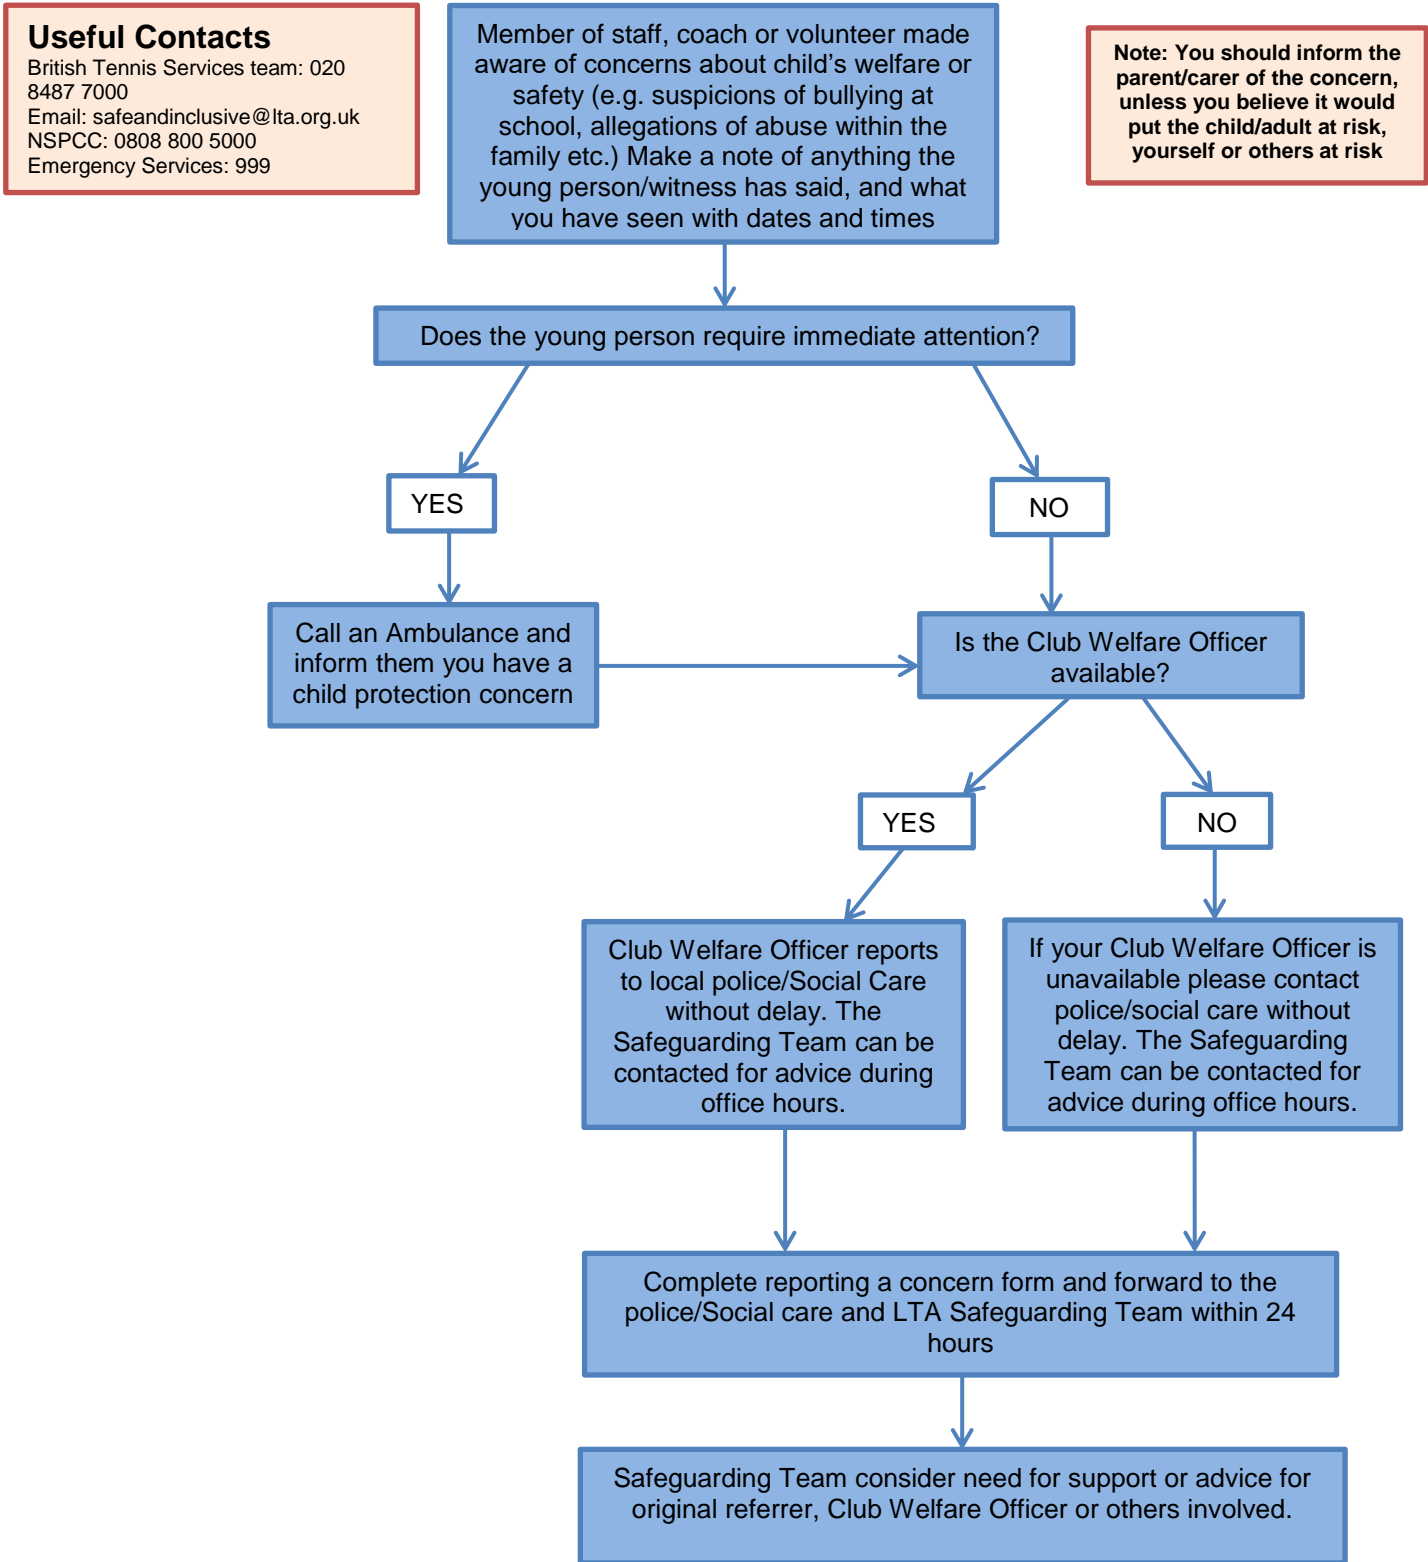 Useful Contacts
British Tennis Services team: 020
8487 7000
Email: safeandinclusive@lta.org.uk
NSPCC: 0808 800 5000
Emergency Services: 999
Member of staff, coach or volunteer made
aware of concerns about child's welfare or
safety (e.g. suspicions of bullying at
school, allegations of abuse within the
family etc.) Make a note of anything the
young person/witness has said, and what
you have seen with dates and times
Note: You should inform the
parent/carer of the concern,
unless you believe it would
put the child/adult at risk,
yourself or others at risk
Does the young person require immediate attention?
YES
NO
Call an Ambulance and
inform them you have a
child protection concern
Is the Club Welfare Officer
available?
YES
NO
Club Welfare Officer reports
to local police/Social Care
without delay. The
Safeguarding Team can be
contacted for advice during
office hours.
If your Club Welfare Officer is
unavailable please contact
police/social care without
delay. The Safeguarding
Team can be contacted for
advice during office hours.
Complete reporting a concern form and forward to the
police/Social care and LTA Safeguarding Team within 24
hours
Safeguarding Team consider need for support or advice for
original referrer, Club Welfare Officer or others involved.